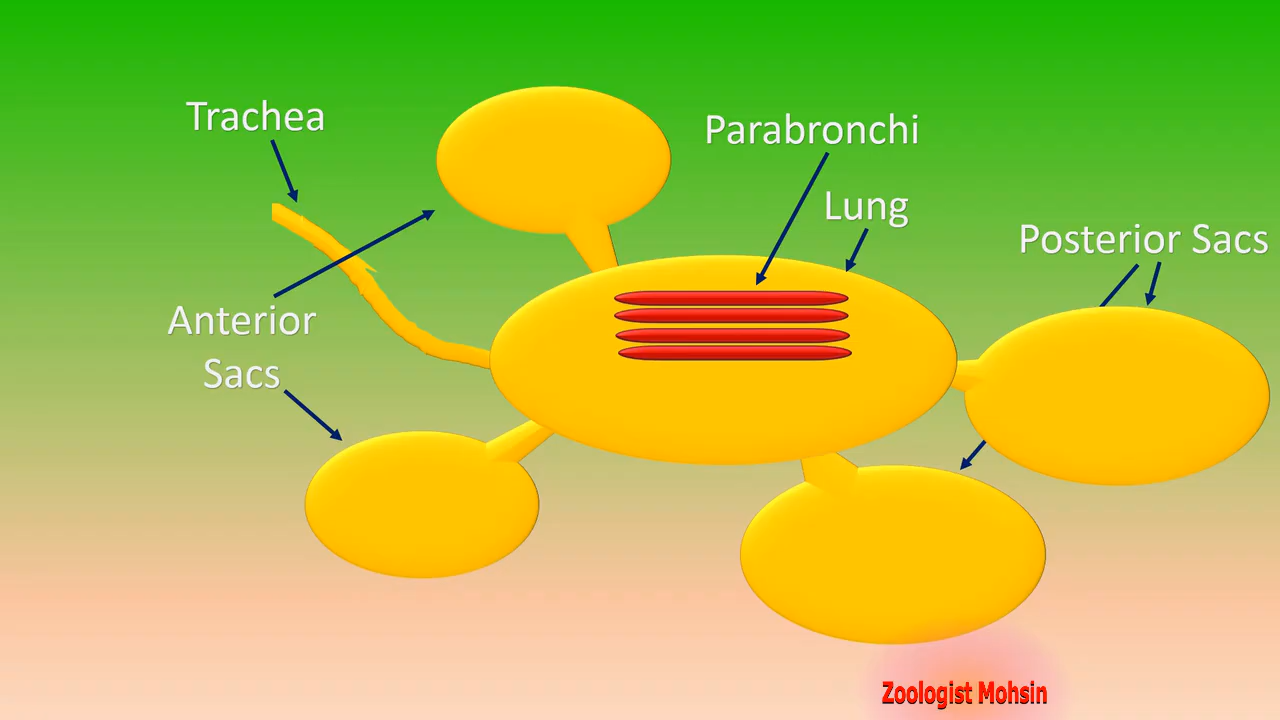 Trachea
Parabronchi
Lung
Posterior Sacs
Anterior
Sacs
Zoologist Mohsin